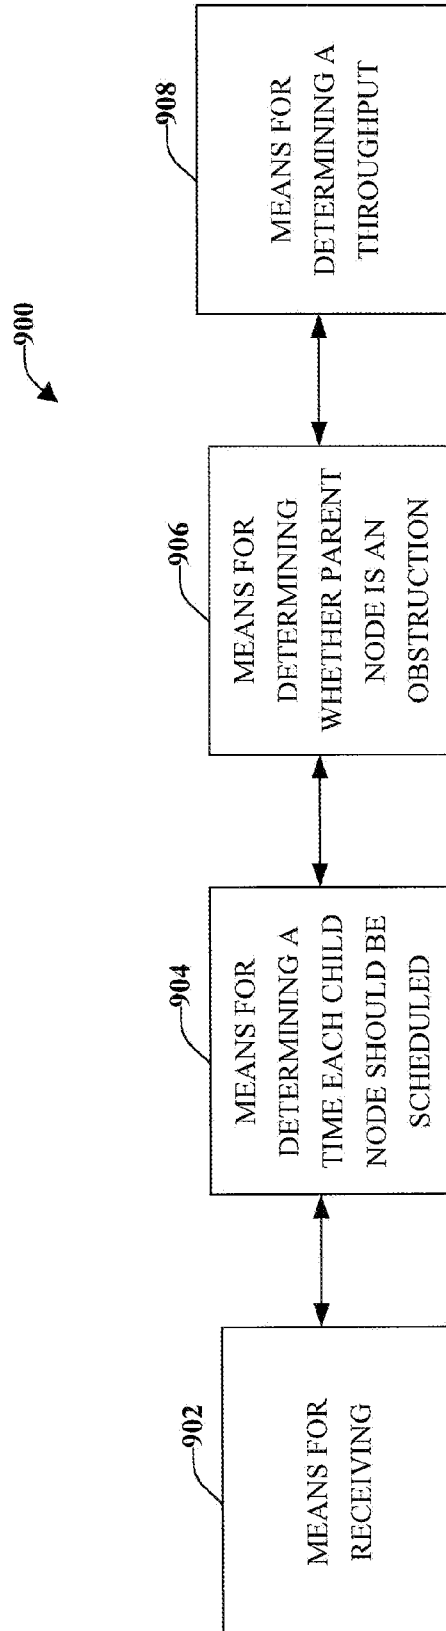 900
902
MEANS FOR
RECEIVING
904
MEANS FOR
DETERMINING A
TIME EACH CHILD
NODE SHOULD BE
SCHEDULED
906
MEANS FOR
DETERMINING
WHETHER PARENT
NODE IS AN
OBSTRUCTION
908
MEANS FOR
DETERMINING A
THROUGHPUT